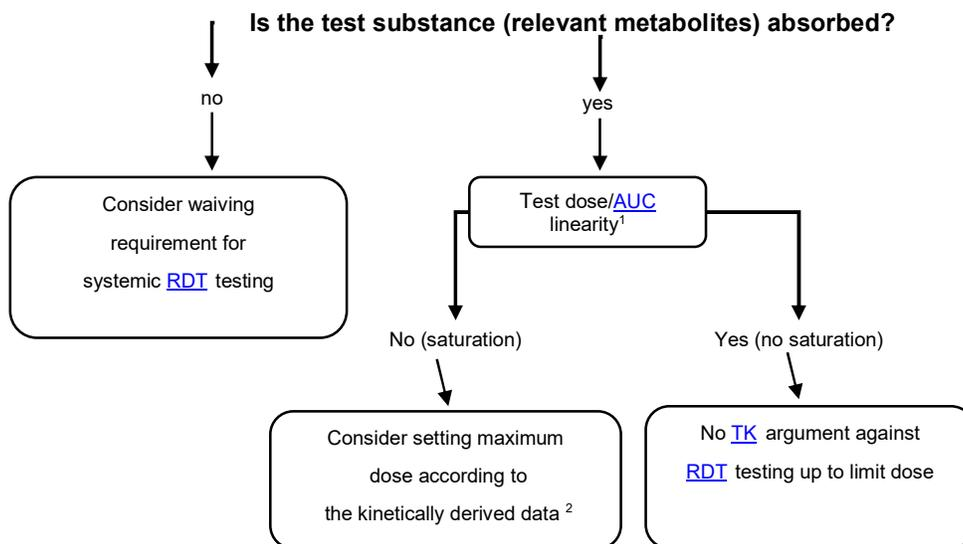 Is the test substance (relevant metabolites) absorbed?
no
yes
Consider waiving
requirement for
systemic RDT testing
Test dose/AUC
linearity¹
No (saturation)
Yes (no saturation)
Consider setting maximum
dose according to
the kinetically derived data ²
No TK argument against
RDT testing up to limit dose